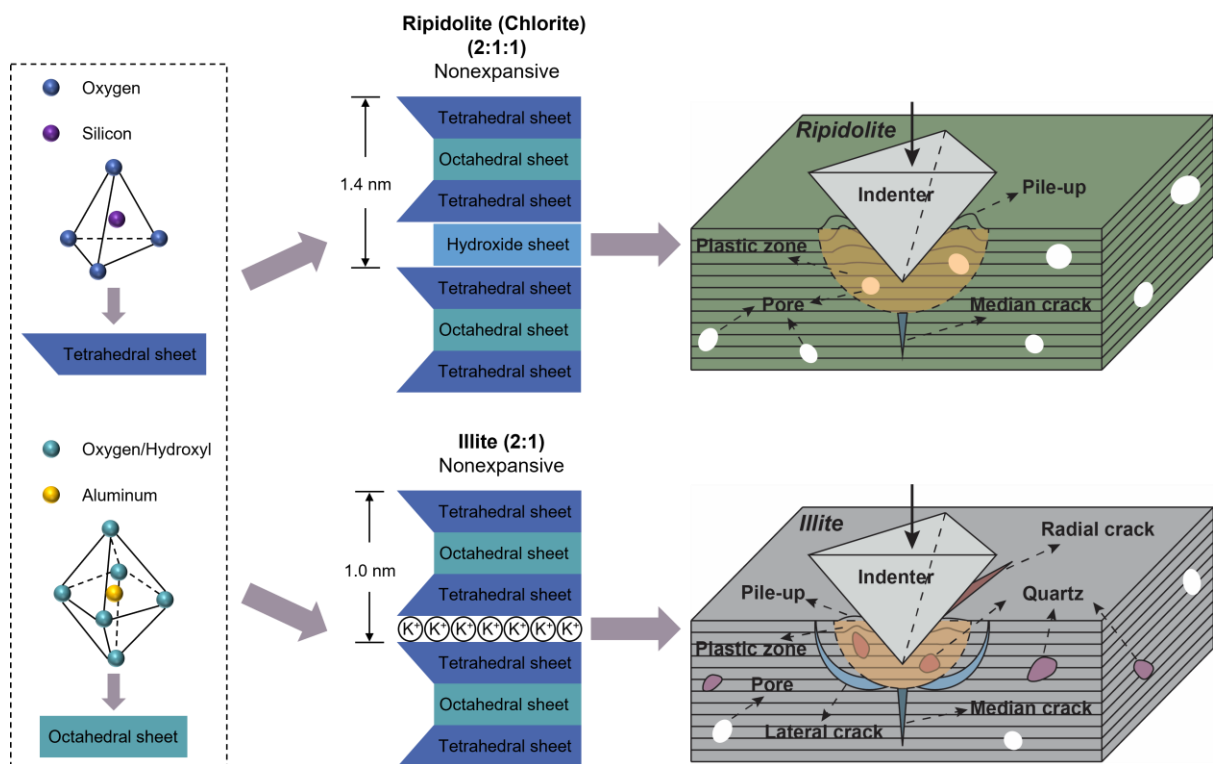 Oxygen
Silicon
Tetrahedral sheet
Oxygen/Hydroxyl
Aluminum
Octahedral sheet
Ripidolite (Chlorite)
(2:1:1)
Nonexpansive
1.4 nm
Tetrahedral sheet
Octahedral sheet
Tetrahedral sheet
Hydroxide sheet
Tetrahedral sheet
Octahedral sheet
Tetrahedral sheet
Illite (2:1)
Nonexpansive
1.0 nm
Tetrahedral sheet
Octahedral sheet
Tetrahedral sheet
K⁺ K⁺ K⁺ K⁺ K⁺ K⁺ K⁺
Tetrahedral sheet
Octahedral sheet
Tetrahedral sheet
Ripidolite
Indenter
Pile-up
Plastic zone
Pore
Median crack
Illite
Radial crack
Indenter
Pile-up
Quartz
Plastic zone
Pore
Median crack
Lateral crack